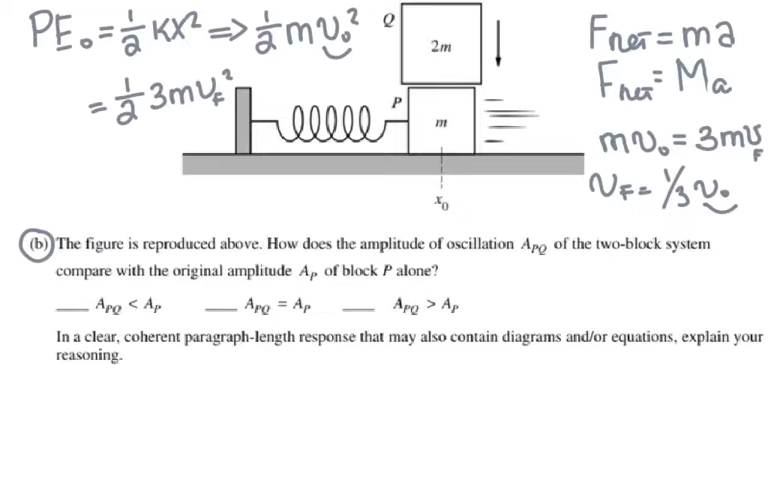 PE₀ = ½ KX² => ½ mv₀²
= ½ 3mv_F²
Q
2m
P
m
x₀
F_net = ma
F_net = Ma
mv₀ = 3mv_F
v_F = ⅓ v₀
(b) The figure is reproduced above. How does the amplitude of oscillation A_PQ of the two-block system
compare with the original amplitude A_P of block P alone?
____ A_PQ < A_P ____ A_PQ = A_P ____ A_PQ > A_P
In a clear, coherent paragraph-length response that may also contain diagrams and/or equations, explain your
reasoning.